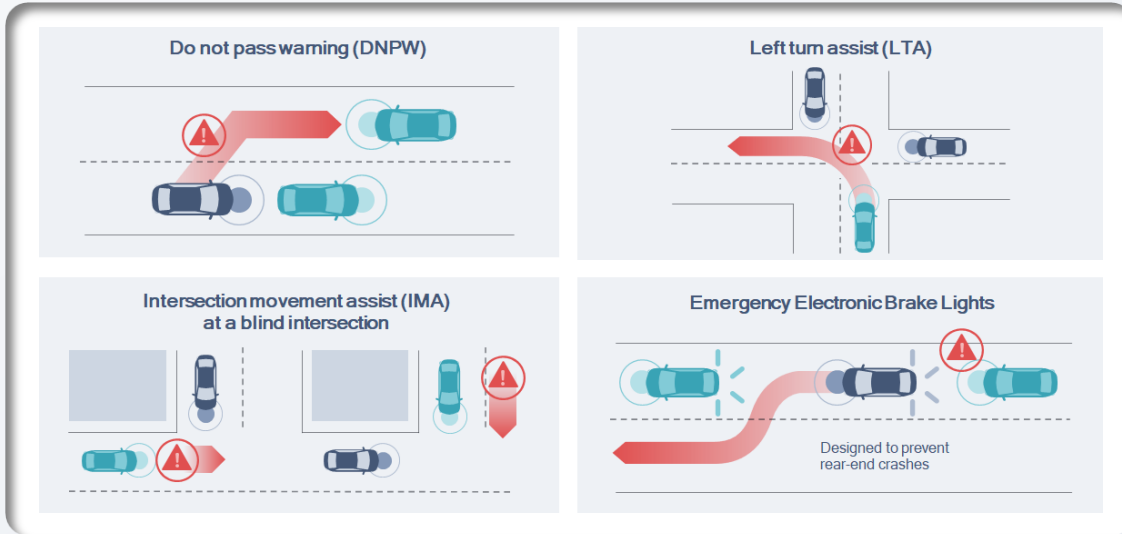 Do not pass warning (DNPW)
Left turn assist (LTA)
Intersection movement assist (IMA)
at a blind intersection
Emergency Electronic Brake Lights
Designed to prevent
rear-end crashes